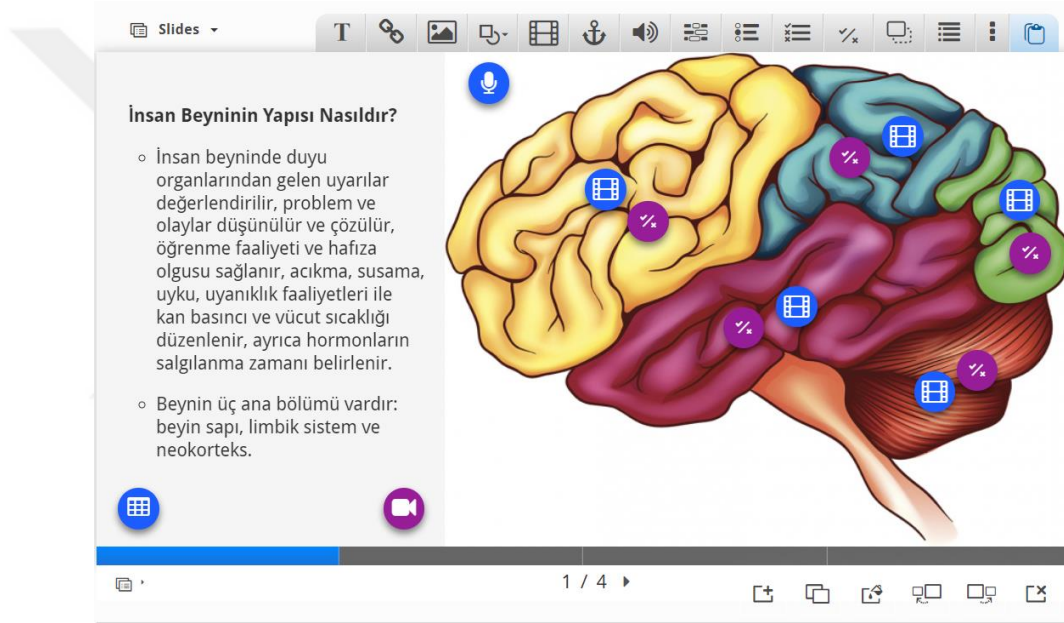 Slides
T
İnsan Beyninin Yapısı Nasıldır?
İnsan beyninde duyu
organlarından gelen uyarılar
değerlendirilir, problem ve
olaylar düşünülür ve çözülür,
öğrenme faaliyeti ve hafıza
olgusu sağlanır, acıkma, susama,
uyku, uyanıklık faaliyetleri ile
kan basıncı ve vücut sıcaklığı
düzenlenir, ayrıca hormonların
salgılanma zamanı belirlenir.
Beynin üç ana bölümü vardır:
beyin sapı, limbik sistem ve
neokorteks.
1 / 4